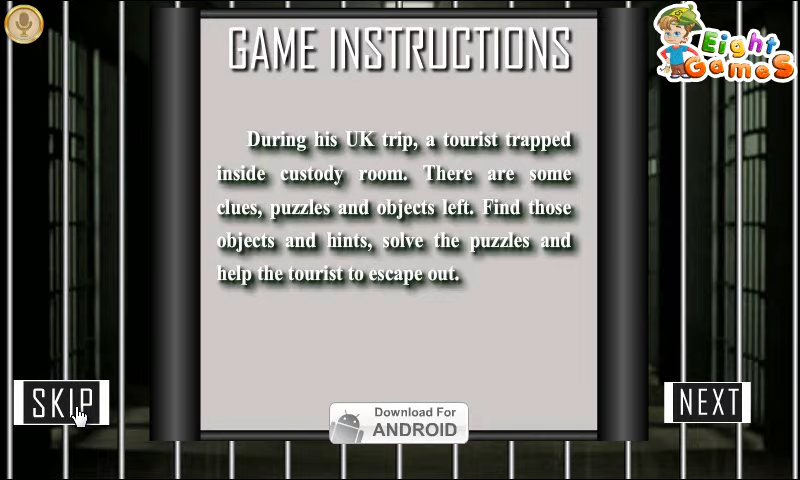 GAME INSTRUCTIONS
Eight
GameS
During his UK trip, a tourist trapped
inside custody room. There are some
clues, puzzles and objects left. Find those
objects and hints, solve the puzzles and
help the tourist to escape out.
SKIP
NEXT
Download For
ANDROID